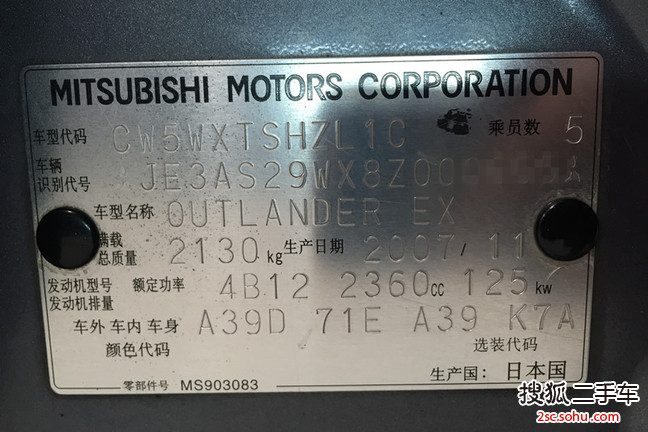 MITSUBISHI MOTORS CORPORATION
车型代码 CW5WXTSHZL1C 乘员数 5
车辆识别代号 JE3AS29WX8Z00
车型名称 OUTLANDER EX
满载总质量 2130 kg 生产日期 2007/11
发动机型号 额定功率 4B12 2360cc 125 kw
发动机排量
车外 车内 车身 A39D 71E A39 K7A
颜色代码 选装代码
生产国：日本国
零部件号 MS903083
搜狐二手车
2sc.sohu.com